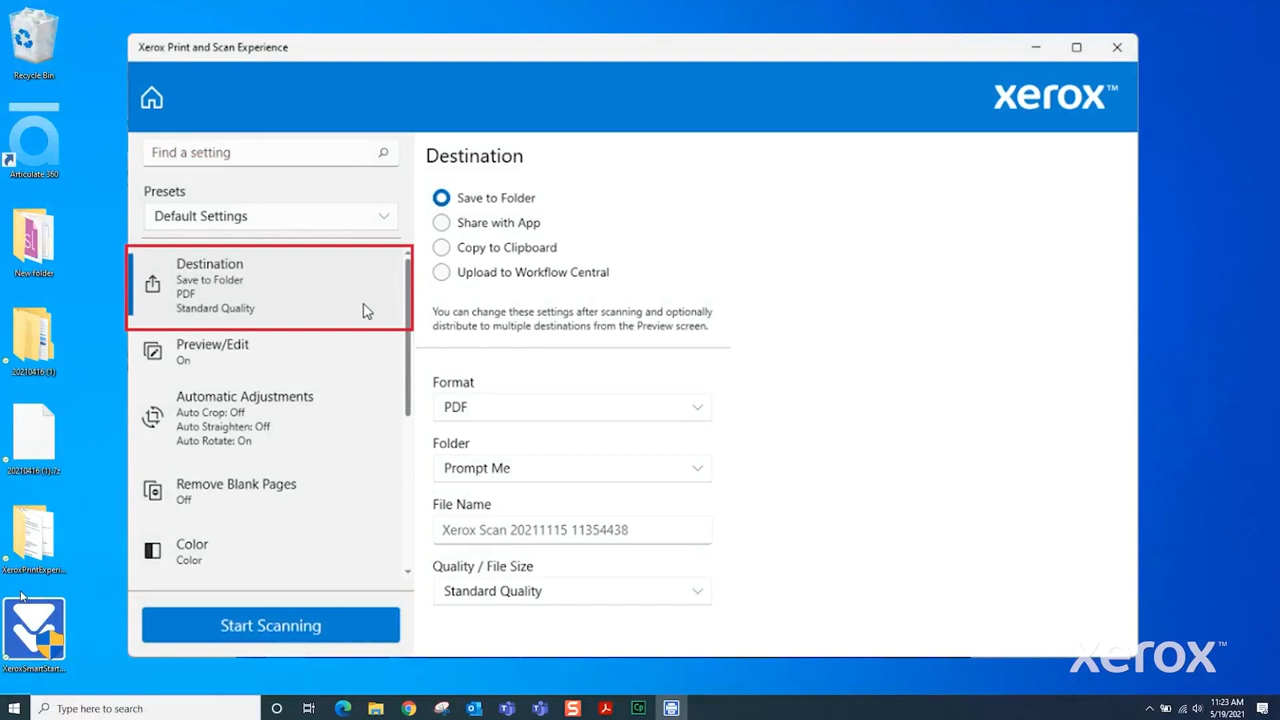 Recycle Bin
Articulate 360
New folder
20210416 (1)
20210416 (1).7z
XeroxPrintExperi...
XeroxSmartStart...
Xerox Print and Scan Experience
xerox™
Find a setting
Presets
Default Settings
Destination
Save to Folder
PDF
Standard Quality
Preview/Edit
On
Automatic Adjustments
Auto Crop: Off
Auto Straighten: Off
Auto Rotate: On
Remove Blank Pages
Off
Color
Color
Start Scanning
Destination
Save to Folder
Share with App
Copy to Clipboard
Upload to Workflow Central
You can change these settings after scanning and optionally
distribute to multiple destinations from the Preview screen.
Format
PDF
Folder
Prompt Me
File Name
Xerox Scan 20211115 11354438
Quality / File Size
Standard Quality
xerox™
Type here to search
11:23 AM
5/19/2021